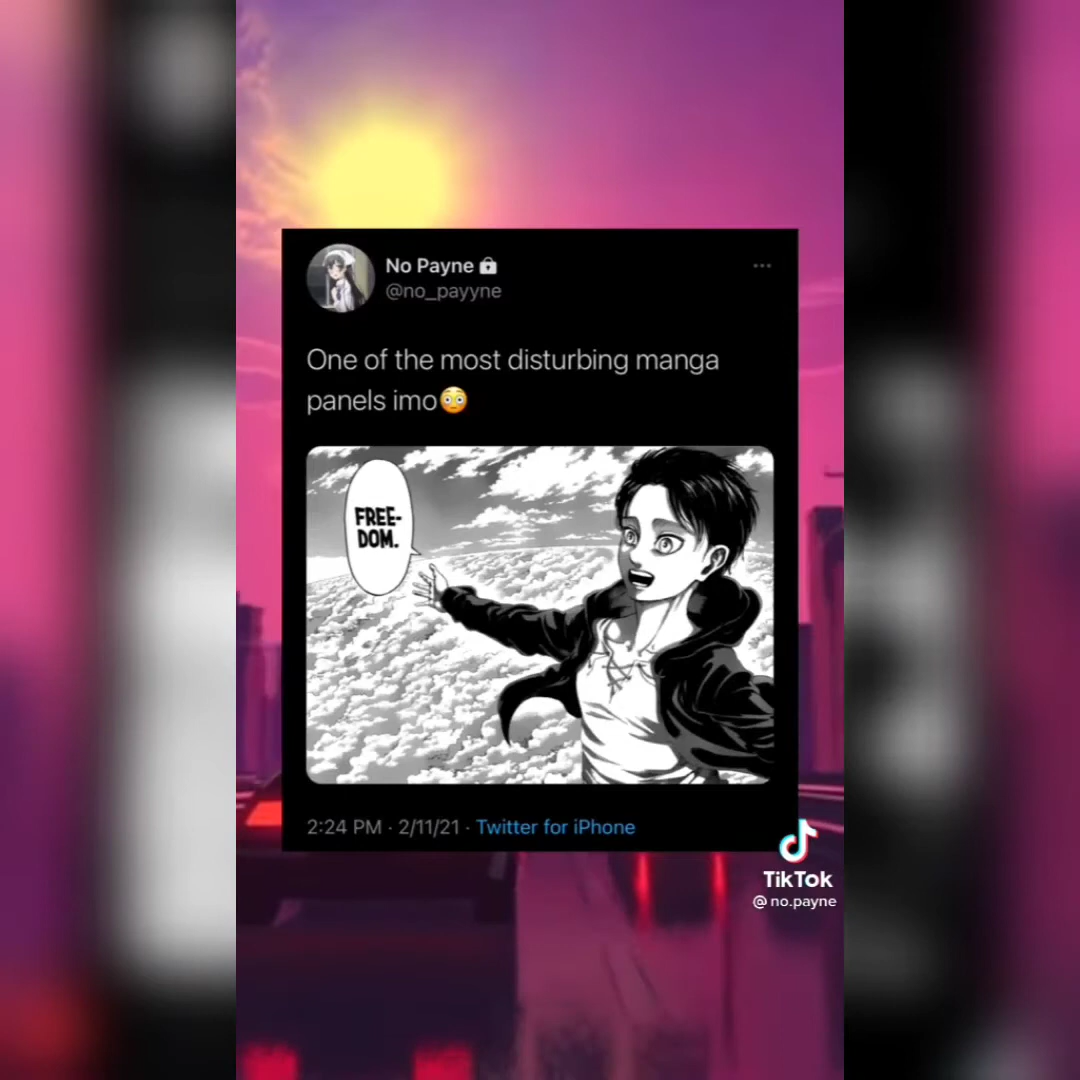 No Payne
@no_payyne
One of the most disturbing manga
panels imo😳
FREE-
DOM.
2:24 PM · 2/11/21 · Twitter for iPhone
TikTok
@ no.payne